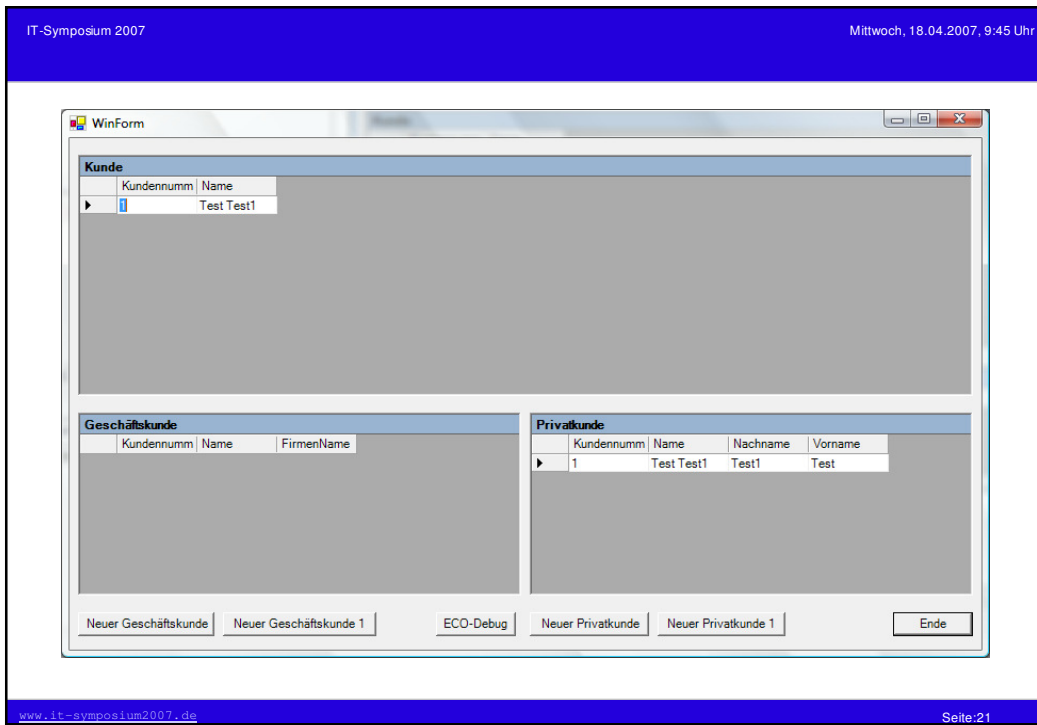 IT-Symposium 2007 Mittwoch, 18.04.2007, 9:45 Uhr
WinForm
Kunde
Kundennumm Name
1 Test Test1
Geschäftskunde
Kundennumm Name FirmenName
Privatkunde
Kundennumm Name Nachname Vorname
1 Test Test1 Test1 Test
Neuer Geschäftskunde Neuer Geschäftskunde 1 ECO-Debug Neuer Privatkunde Neuer Privatkunde 1 Ende
www.it-symposium2007.de Seite:21